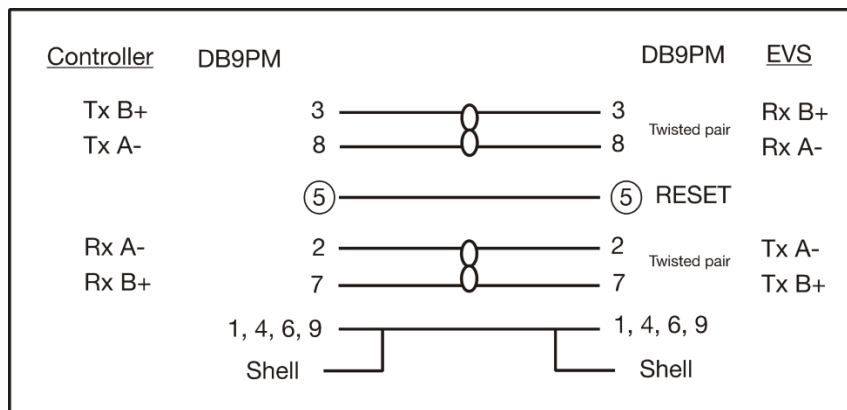 Controller DB9PM DB9PM EVS
Tx B+ 3 3 Twisted pair Rx B+
Tx A- 8 8 Rx A-
5 5 RESET
Rx A- 2 2 Twisted pair Tx A-
Rx B+ 7 7 Tx B+
1, 4, 6, 9 1, 4, 6, 9
Shell Shell